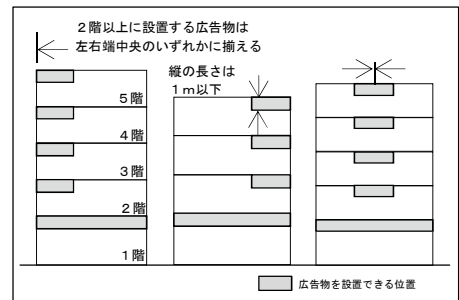 ２階以上に設置する広告物は
左右端中央のいずれかに揃える
縦の長さは
１ｍ以下
５階
４階
３階
２階
１階
広告物を設置できる位置